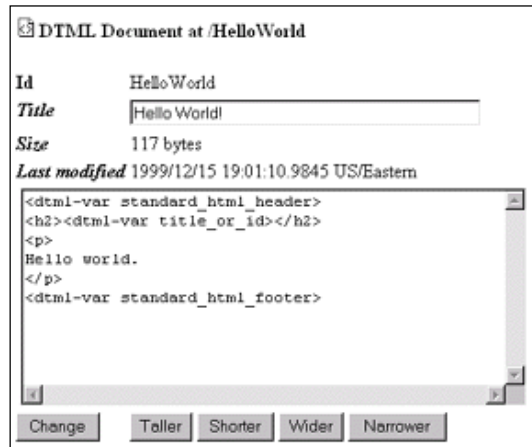 DTML Document at /HelloWorld
Id HelloWorld
Title Hello World!
Size 117 bytes
Last modified 1999/12/15 19:01:10.9845 US/Eastern
<dtml-var standard_html_header>
<h2><dtml-var title_or_id></h2>
<p>
Hello world.
</p>
<dtml-var standard_html_footer>
Change Taller Shorter Wider Narrower